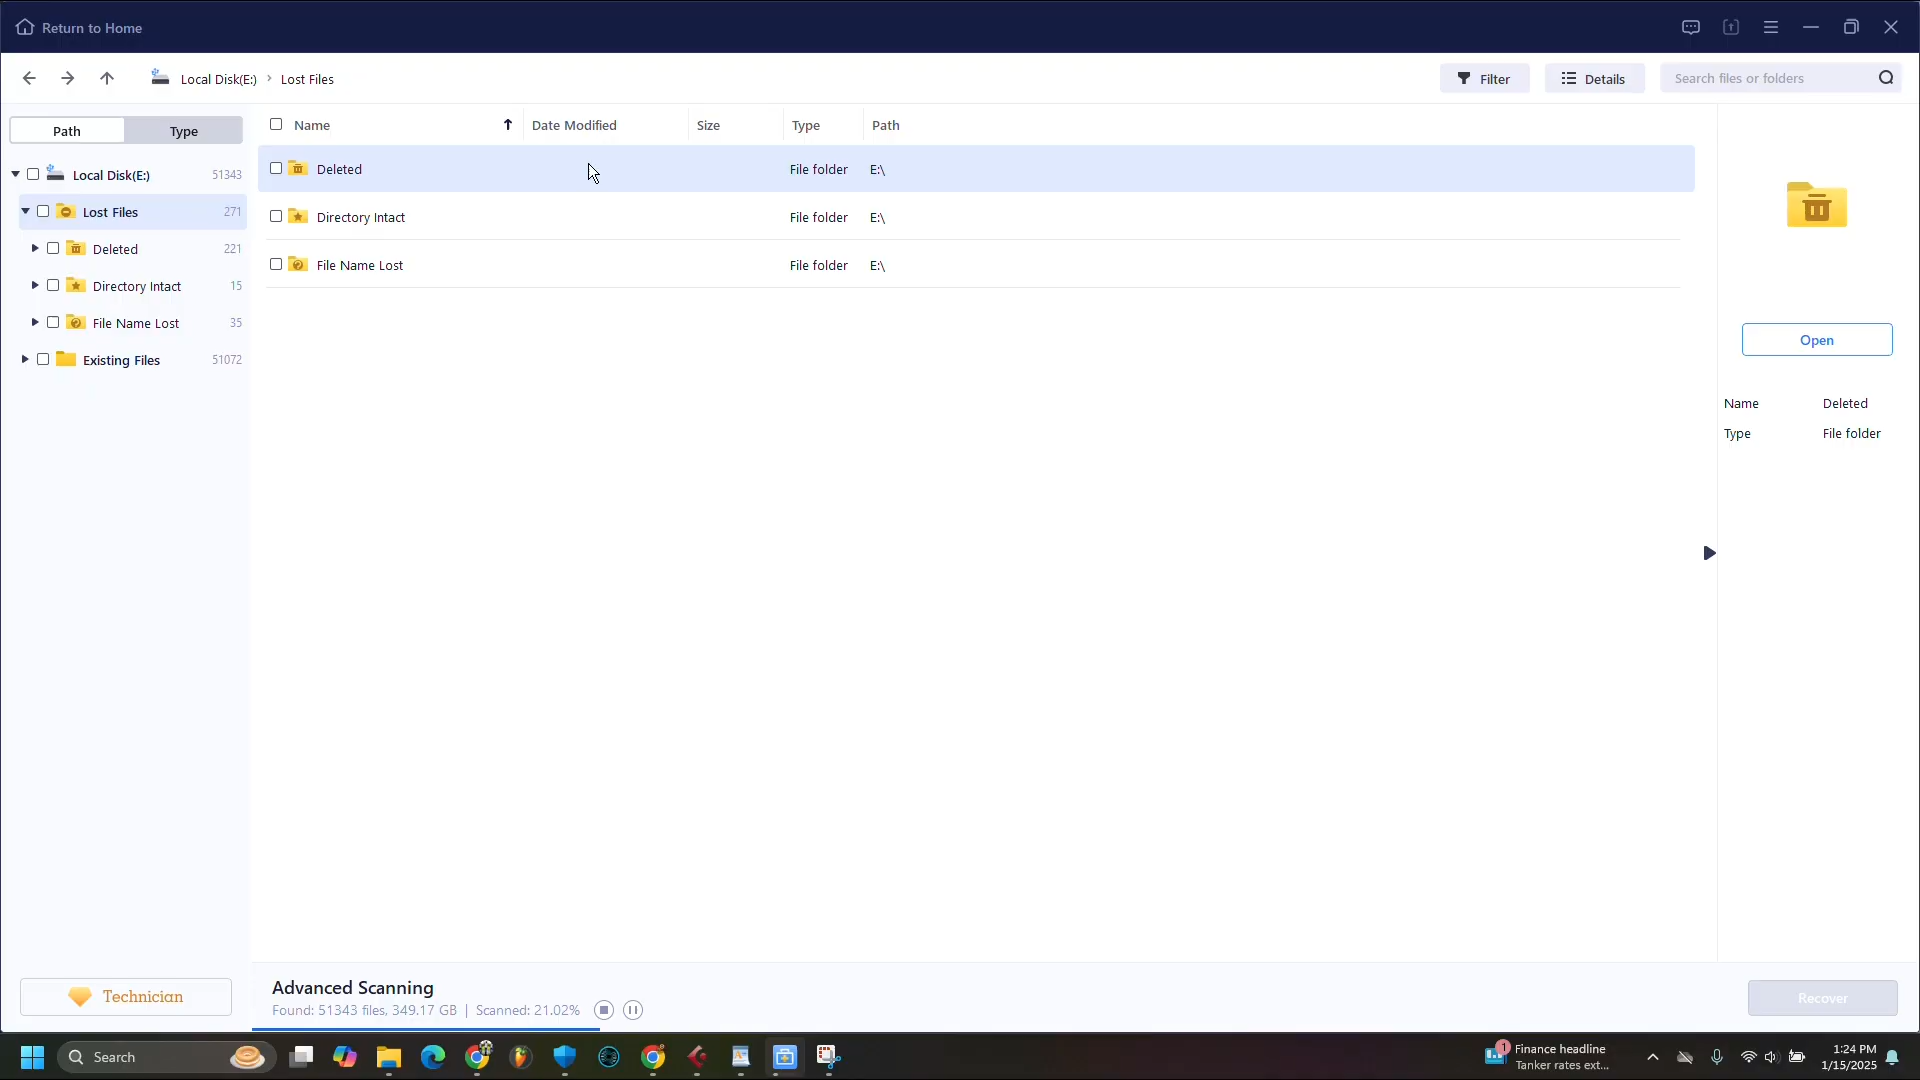 Return to Home
Local Disk(E:) > Lost Files
Filter
Details
Search files or folders
Path
Type
Name
Date Modified
Size
Type
Path
Local Disk(E:) 51343
Lost Files 271
Deleted 221
Directory Intact 15
File Name Lost 35
Existing Files 51072
Deleted File folder E:\
Directory Intact File folder E:\
File Name Lost File folder E:\
Open
Name Deleted
Type File folder
Technician
Advanced Scanning
Found: 51343 files, 349.17 GB | Scanned: 21.02%
Recover
Search
1
Finance headline
Tanker rates ext...
1:24 PM
1/15/2025